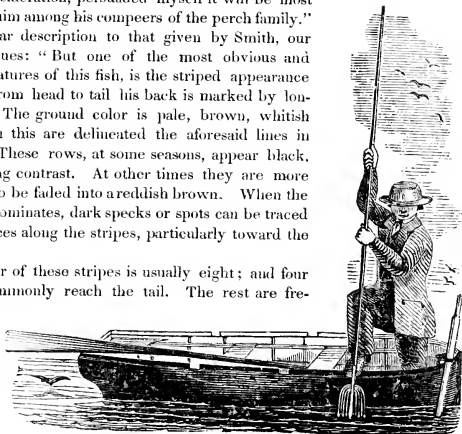 myself it will be most
him among his compeers of the perch family."
ar description to that given by Smith, our
ues: "But one of the most obvious and
atures of this fish, is the striped appearance
rom head to tail his back is marked by lon-
The ground color is pale, brown, whitish
this are delineated the aforesaid lines in
These rows, at some seasons, appear black,
ng contrast. At other times they are more
o be faded into a reddish brown. When the
ominates, dark specks or spots can be traced
ces along the stripes, particularly toward the
r of these stripes is usually eight; and four
mmonly reach the tail. The rest are fre-